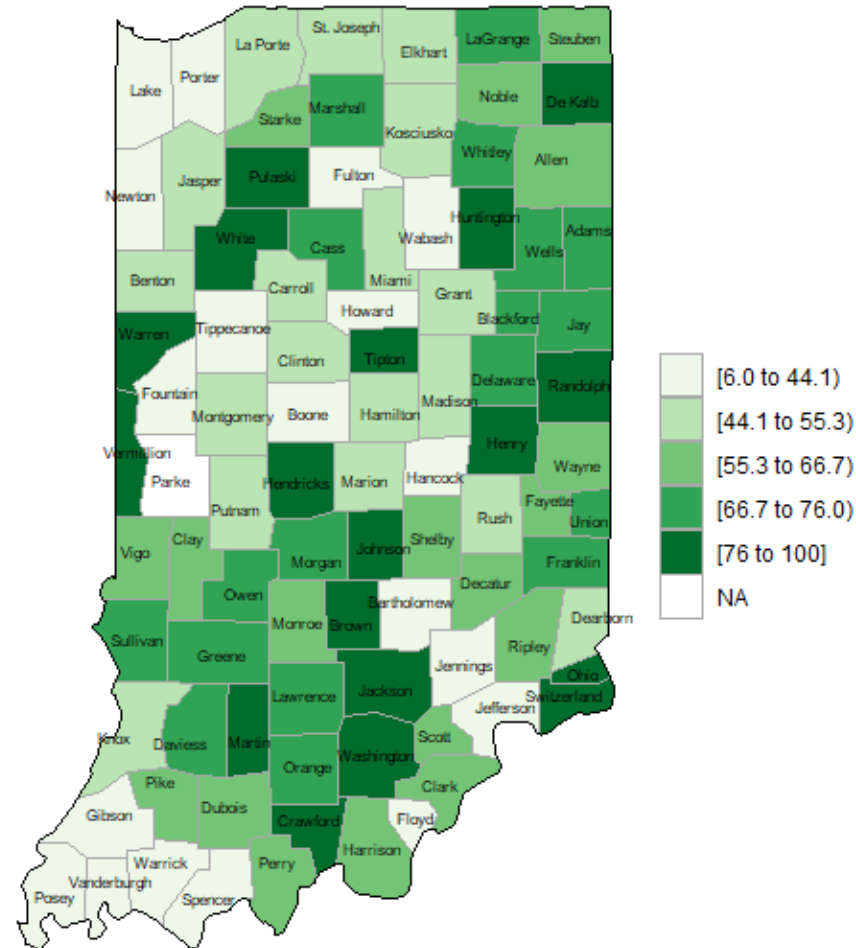 St. Joseph
LaGrange
Steuben
La Porte
Elkhart
Lake
Porter
Noble
De Kalb
Starke
Marshall
Kosciusko
Whitley
Allen
Jasper
Pulaski
Fulton
Newton
Huntington
White
Cass
Wabash
Adams
Wells
Benton
Carroll
Miami
Grant
Howard
Blackford
Jay
Warren
Tippecanoe
Clinton
Tipton
[6.0 to 44.1)
Fountain
Delaware
Randolph
Madison
Montgomery
Boone
Hamilton
[44.1 to 55.3)
Vermillion
Henry
[55.3 to 66.7)
Parke
Hendricks
Marion
Hancock
Wayne
Putnam
Rush
Fayette
Union
[66.7 to 76.0)
Vigo
Clay
Morgan
Johnson
Shelby
Franklin
[76 to 100]
Owen
Decatur
Bartholomew
NA
Monroe
Brown
Dearborn
Sullivan
Greene
Ripley
Jennings
Ohio
Lawrence
Jackson
Switzerland
Jefferson
Knox
Daviess
Martin
Scott
Washington
Orange
Pike
Clark
Dubois
Gibson
Crawford
Floyd
Harrison
Warrick
Perry
Vanderburgh
Posey
Spencer